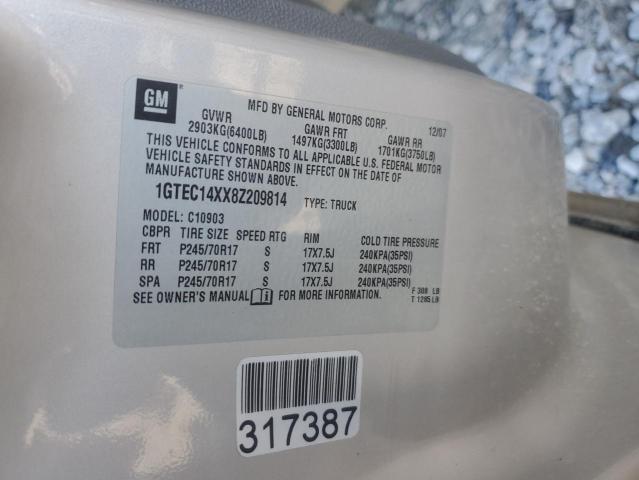 GM
MFD BY GENERAL MOTORS CORP. 12/07
GVWR GAWR FRT GAWR RR
2903KG(6400LB) 1497KG(3300LB) 1701KG(3750LB)
THIS VEHICLE CONFORMS TO ALL APPLICABLE U.S. FEDERAL MOTOR
VEHICLE SAFETY STANDARDS IN EFFECT ON THE DATE OF
MANUFACTURE SHOWN ABOVE.
1GTEC14XX8Z209814 TYPE: TRUCK
MODEL: C10903
CBPR TIRE SIZE SPEED RTG RIM COLD TIRE PRESSURE
FRT P245/70R17 S 17X7.5J 240KPA(35PSI)
RR P245/70R17 S 17X7.5J 240KPA(35PSI)
SPA P245/70R17 S 17X7.5J 240KPA(35PSI)
SEE OWNER'S MANUAL FOR MORE INFORMATION.
F 308 LB
T 1285 LB
317387